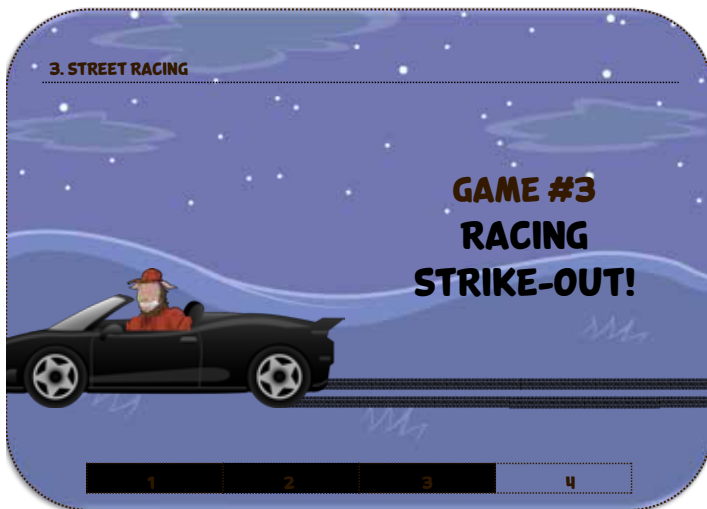 3. STREET RACING
GAME #3
RACING
STRIKE-OUT!
1 2 3 4